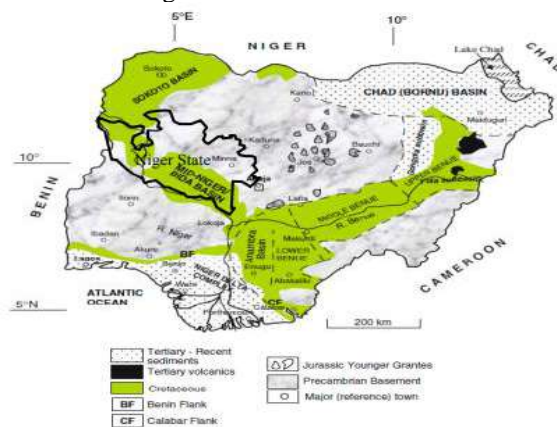 5°E
10°
NIGER
Lake Chad
CHAD
Sokoto
SOKOTO BASIN
Kano
CHAD (BORNU) BASIN
Maiduguri
Kaduna
Bauchi
Jos
10°
Niger State
Minna
MID-NIGER/
BIDA BASIN
UPPER BENUE
BENIN
Ilorin
Lafia
MIDDLE BENUE
R. Benue
Lokoja
R. Niger
Makurdi
Ibadan
Akure
BF
Anambra
Basin
LOWER
BENUE
CAMEROON
Lagos
Benin
Enugu
Abakaliki
NIGER DELTA
COMPLEX
ATLANTIC
OCEAN
Warri
5°N
CF
Calabar
200 km
Tertiary - Recent
sediments
Tertiary volcanics
Cretaceous
BF Benin Flank
CF Calabar Flank
Jurassic Younger Grantes
Precambrian Basement
Major (reference) town